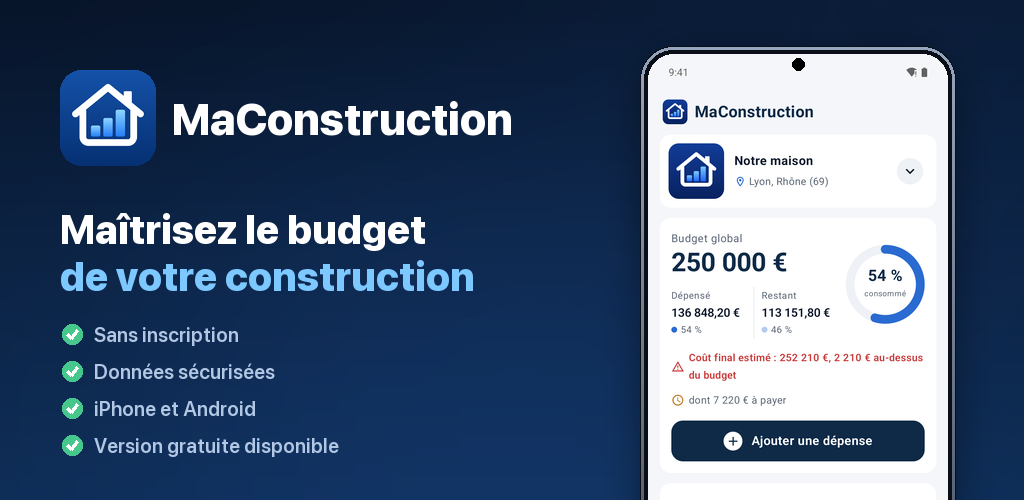 MaConstruction
Maîtrisez le budget
de votre construction
Sans inscription
Données sécurisées
iPhone et Android
Version gratuite disponible
9:41
MaConstruction
Notre maison
Lyon, Rhône (69)
Budget global
250 000 €
54 %
consommé
Dépensé
136 848,20 €
54 %
Restant
113 151,80 €
46 %
Coût final estimé : 252 210 €, 2 210 € au-dessus
du budget
dont 7 220 € à payer
Ajouter une dépense